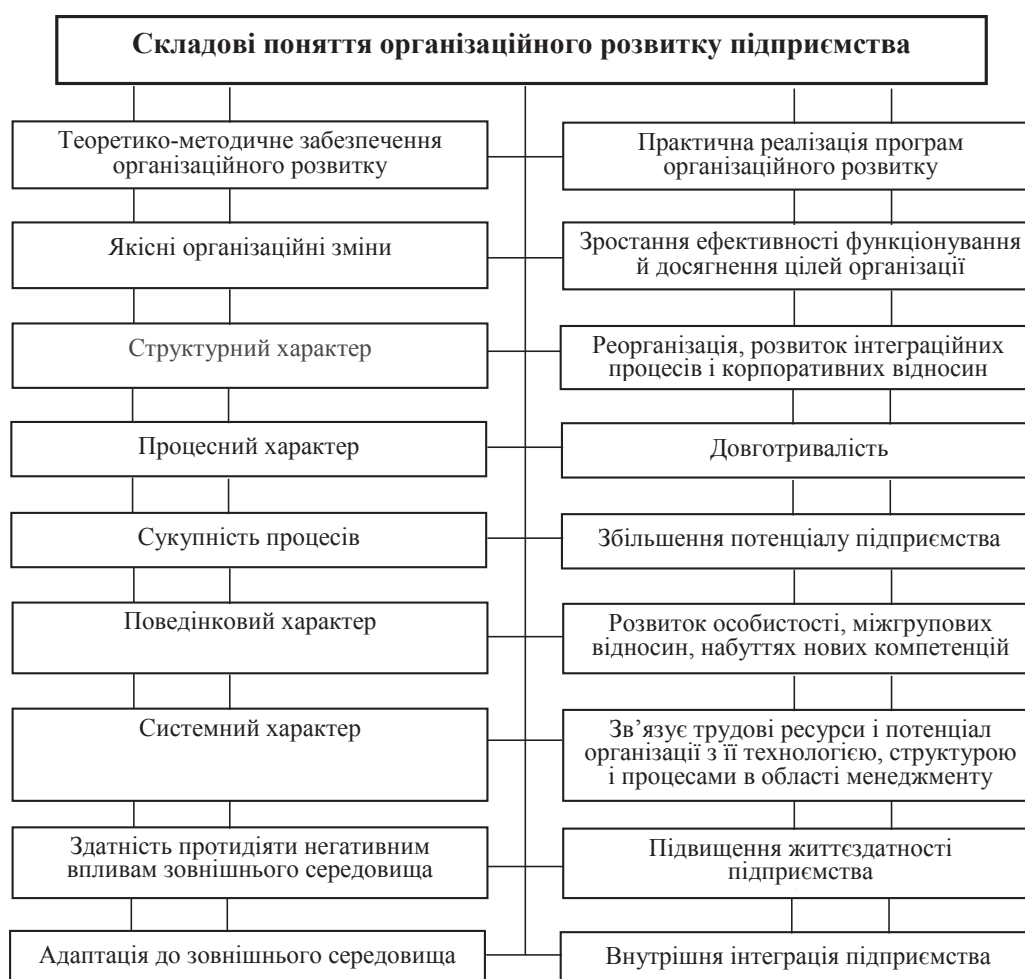 Складові поняття організаційного розвитку підприємства
Теоретико-методичне забезпечення
організаційного розвитку
Практична реалізація програм
організаційного розвитку
Якісні організаційні зміни
Зростання ефективності функціонування
й досягнення цілей організації
Структурний характер
Реорганізація, розвиток інтеграційних
процесів і корпоративних відносин
Процесний характер
Довготривалість
Сукупність процесів
Збільшення потенціалу підприємства
Поведінковий характер
Розвиток особистості, міжгрупових
відносин, набуттях нових компетенцій
Системний характер
Зв’язує трудові ресурси і потенціал
організації з її технологією, структурою
і процесами в області менеджменту
Здатність протидіяти негативним
впливам зовнішнього середовища
Підвищення життєздатності
підприємства
Адаптація до зовнішнього середовища
Внутрішня інтеграція підприємства